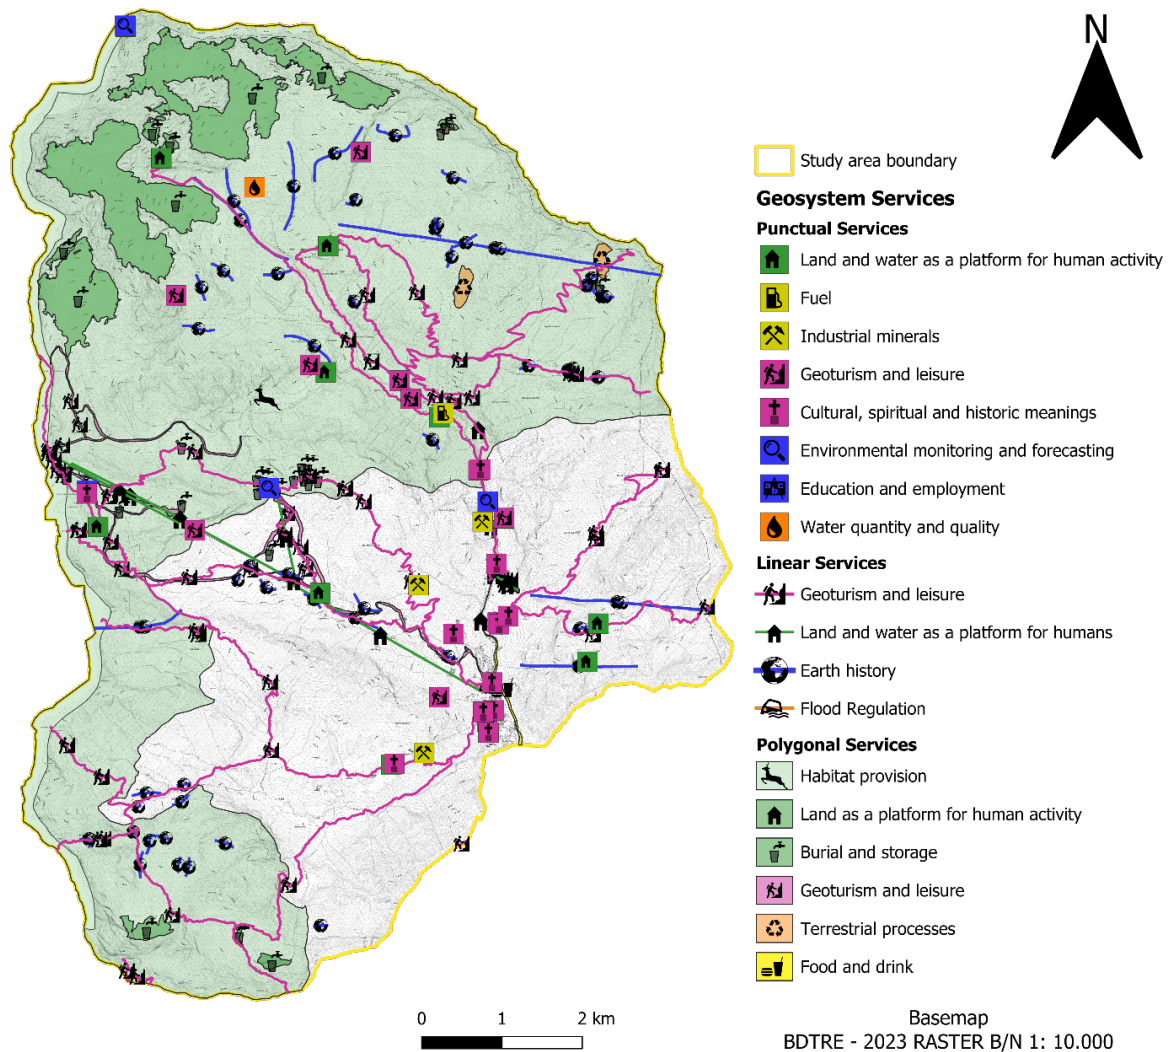 N
Study area boundary
Geosystem Services
Punctual Services
Land and water as a platform for human activity
Fuel
Industrial minerals
Geoturism and leisure
Cultural, spiritual and historic meanings
Environmental monitoring and forecasting
Education and employment
Water quantity and quality
Linear Services
Geoturism and leisure
Land and water as a platform for humans
Earth history
Flood Regulation
Polygonal Services
Habitat provision
Land as a platform for human activity
Burial and storage
Geoturism and leisure
Terrestrial processes
Food and drink
0 1 2 km
Basemap
BDTRE - 2023 RASTER B/N 1: 10.000